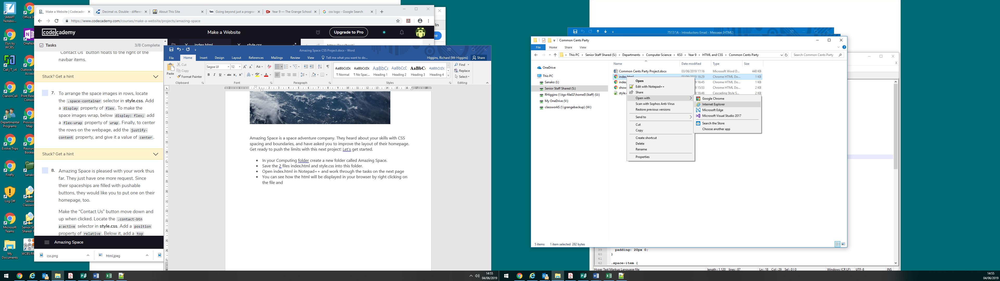 SMART Notebo...
Office 36
3Sys by WCBS.
OneNot
Call_IT_v4
Outlook W Access
ClarionCall
Print Relea Console
Departmental Programs
Provision Map
Evolve Trips
Resource Booker
Firefly
Sanako
Log Off
Senior Classwo
Microsoft Teams
Senior St Shared
My Documents
WCBS PA
Make a Website | Codecadem
Decimal vs. Double - differen
About This Site
tes Going beyond just a program
Year 9 — The Grange School
css logo - Google Search
https://www.codecademy.com/courses/make-a-website/projects/amazing-space
codecademy
Make a Website
Upgrade to Pro
In
re
Tasks
3/8 Complete
index.html
style.css
https://localhost/
"Contact Us" button floats to the right of the
navbar items.
Stuck? Get a hint
7. To arrange the space images in rows, locate
the .space-container selector in style.css. Add
a display property of flex. To make the
space images wrap, below display: flex; add
a flex-wrap property of wrap. Finally, to center
the rows on the webpage, add the justify-
content property, and give it a value of center.
Stuck? Get a hint
8. Amazing Space is pleased with your work thus
far. They just have one more request. Since
their spaceships are filled with pushable
buttons, they would like you to put one on their
homepage, too.
Make the “Contact Us” button move down and
up when clicked. Locate the .contact-btn
a:active selector in style.css. Add a position
property of relative. Below it, add a top
Amazing Space
css.png
html.jpeg
Amazing Space CSS Project.docx - Word
File Home Insert Design Layout References Mailings Review View Tell me what you want to do...
Higgins, Richard (Mr Higgins) Share
Paste
Cut
Copy
Format Painter
Clipboard
Segoe UI 12
Font
Paragraph
¶ Normal ¶ No Spac... Heading 1 Heading 2 Heading 3 Heading 4
Styles
Find
Replace
Select
Editing
Amazing Space is a space adventure company. They heard about your skills with CSS
spacing and boundaries, and have asked you to improve the layout of their homepage.
Get ready to push the limits with this next project! Let's get started.
• In your Computing folder create a new folder called Amazing Space.
• Save the 2 files index.html and style.css into this folder.
• Open index.html in Notepad++ and work through the tasks on the next page
• You can see how the html will be displayed in your browser by right clicking on
the file and
7517/1A - Introductory Email - Message (HTML)
Common Cents Party
File Home Share View
This PC > Senior Staff Shared (S:) > Departments > Computer Science > KS3 > Year 9 > HTML and CSS > Common Cents Party
Search Common Cents Party
OneDrive
This PC
Sanako (I:)
Senior Staff Shared (S:)
RHiggins (\\tgs-file02\home$\Staff) (U:)
My OneDrive (V:)
classwork$ (\\grangebackup) (W:)
Name Date modified Type Size
Common Cents Party Project.docx 03/06/2019 17:16 Microsoft Word D... 448 KB
index.html 03/06/2019 16:29 Chrome HTML Do... 1 KB
index 16:45 Chrome HTML Do... 1 KB
show 15:53 Chrome HTML Do... 2 KB
style. 16:46 Cascading Style S... 2 KB
Open
Edit with Notepad++
Share
Open with
Scan with Sophos Anti-Virus
Restore previous versions
Send to
Cut
Copy
Create shortcut
Delete
Rename
Properties
Google Chrome
Internet Explorer
Microsoft Edge
Microsoft Visual Studio 2017
Search the Store
Choose another app
5 items 1 item selected 282 bytes
39 padding: 20px 0;
40 }
41
42 .space-item {
Hyper Text Markup Language file length : 1,120 lines : 87 Ln : 18 Col : 29 Sel : 0 | 0 Windows (CR LF) UTF-8 INS
14:55
04/06/2019
14:55
04/06/2019